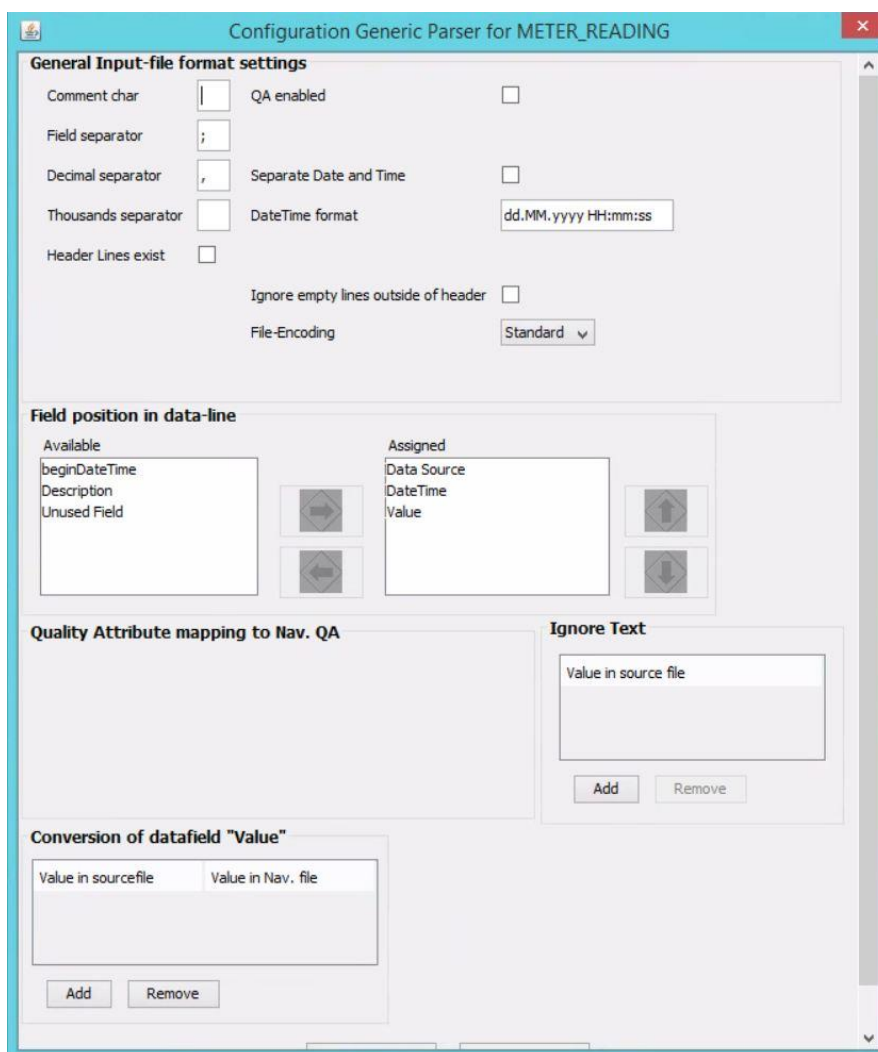 Configuration Generic Parser for METER_READING
General Input-file format settings
Comment char QA enabled
Field separator ;
Decimal separator , Separate Date and Time
Thousands separator DateTime format dd.MM.yyyy HH:mm:ss
Header Lines exist
Ignore empty lines outside of header
File-Encoding Standard
Field position in data-line
Available Assigned
beginDateTime Data Source
Description DateTime
Unused Field Value
Quality Attribute mapping to Nav. QA Ignore Text
Value in source file
Add Remove
Conversion of datafield "Value"
Value in sourcefile Value in Nav. file
Add Remove